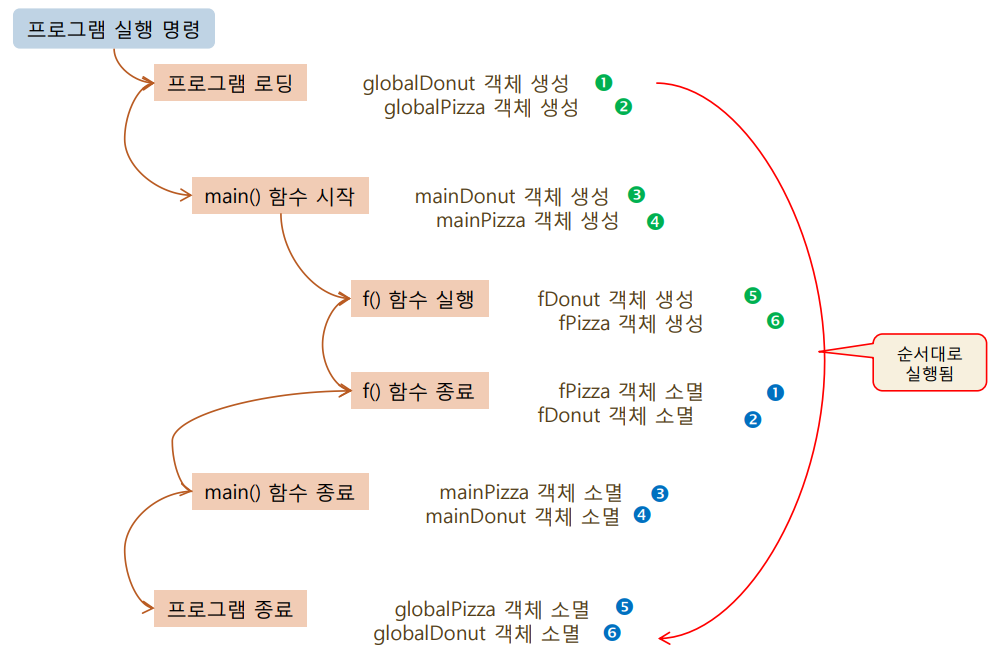 프로그램 실행 명령
프로그램 로딩
globalDonut 객체 생성 ❶
globalPizza 객체 생성 ❷
main() 함수 시작
mainDonut 객체 생성 ❸
mainPizza 객체 생성 ❹
f() 함수 실행
fDonut 객체 생성 ❺
fPizza 객체 생성 ❻
순서대로
실행됨
f() 함수 종료
fPizza 객체 소멸 ❶
fDonut 객체 소멸 ❷
main() 함수 종료
mainPizza 객체 소멸 ❸
mainDonut 객체 소멸 ❹
프로그램 종료
globalPizza 객체 소멸 ❺
globalDonut 객체 소멸 ❻